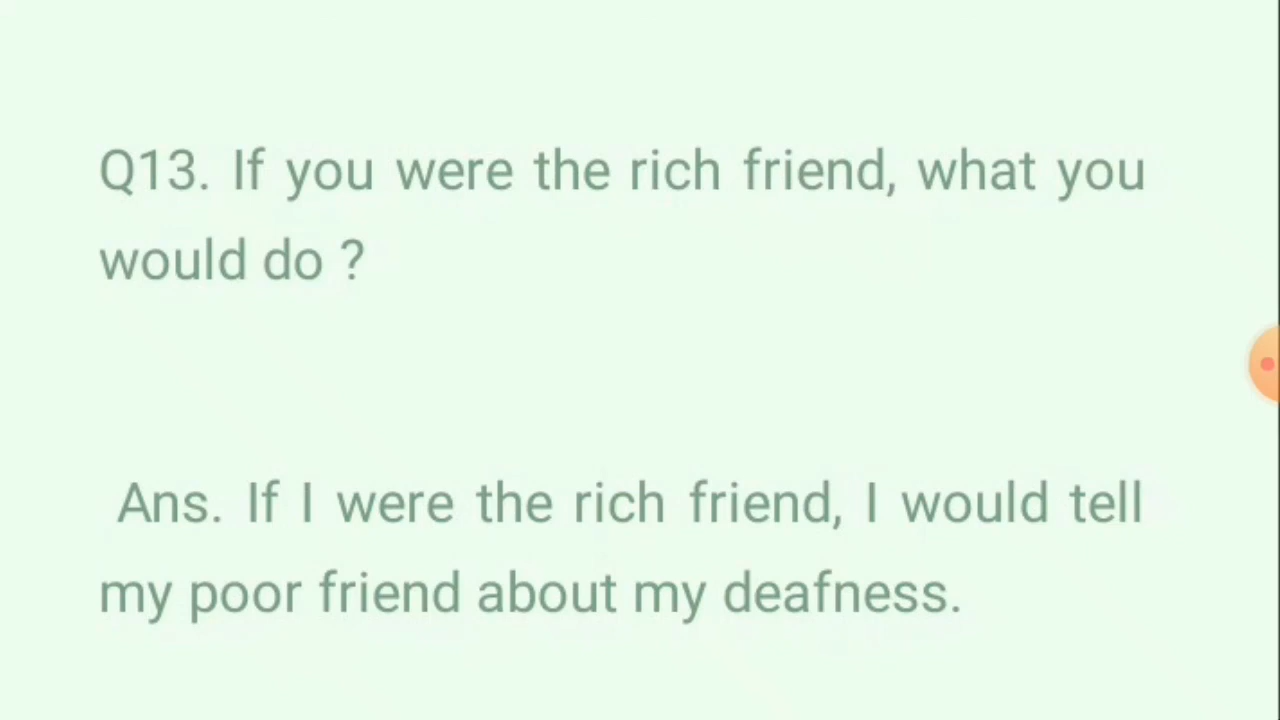 Q13. If you were the rich friend, what you
would do ?
Ans. If I were the rich friend, I would tell
my poor friend about my deafness.